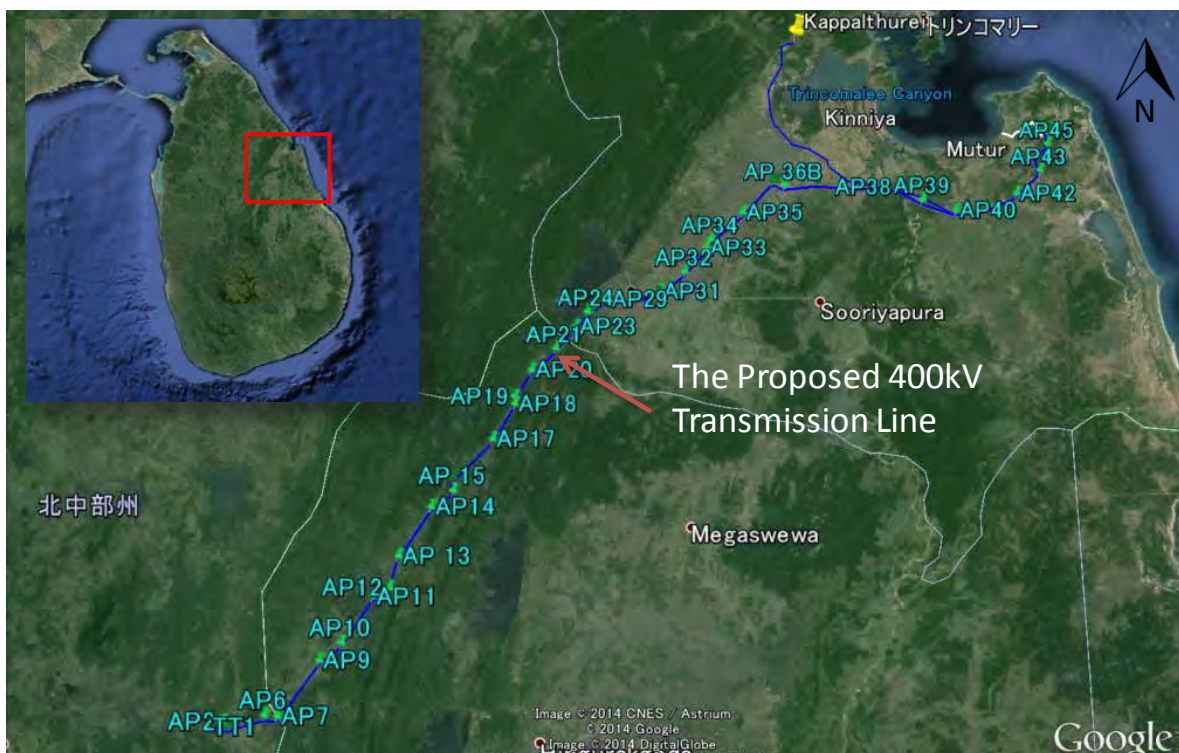 Kappalthurei
トリンコマリー
N
Trincomalee Canyon
Kinniya
Mutur
AP45
AP43
AP 36B
AP38
AP39
AP42
AP40
AP35
AP34
AP33
AP32
AP31
AP24
AP29
Sooriyapura
AP23
AP21
AP20
The Proposed 400kV
Transmission Line
AP19
AP18
AP17
AP 15
AP14
北中部州
Megaswewa
AP 13
AP12
AP11
AP10
AP9
AP6
AP7
AP2
TT1
Image © 2014 CNES / Astrium
© 2014 Google
Image © 2014 DigitalGlobe
Google